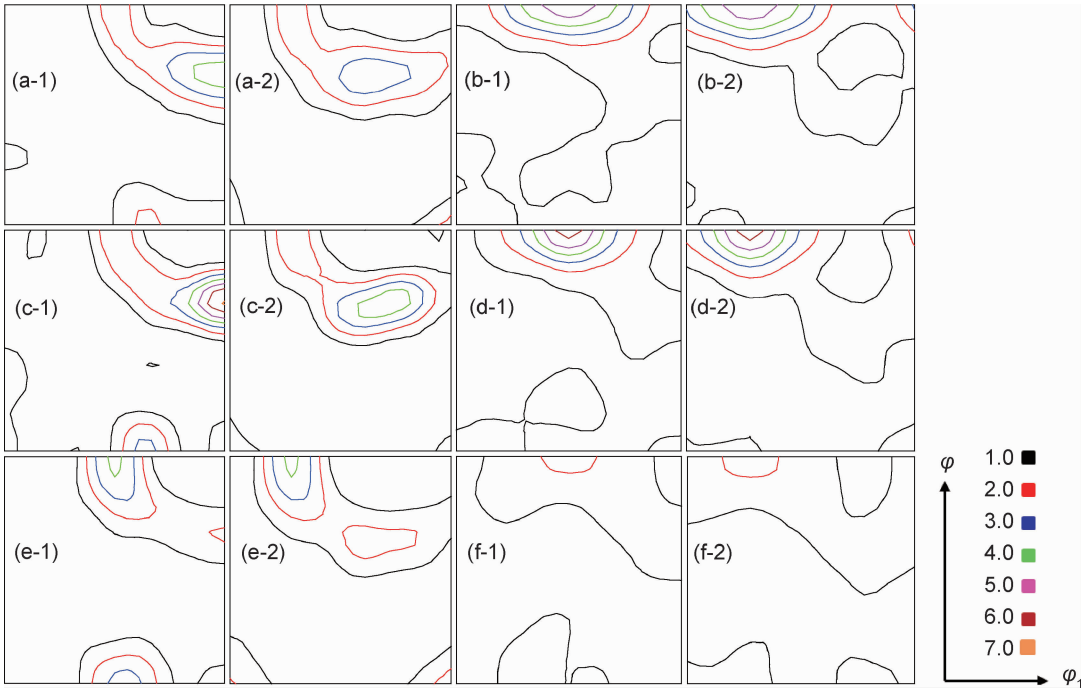 (a-1) (a-2) (b-1) (b-2)
(c-1) (c-2) (d-1) (d-2)
(e-1) (e-2) (f-1) (f-2)
φ
1.0
2.0
3.0
4.0
5.0
6.0
7.0
φ₁